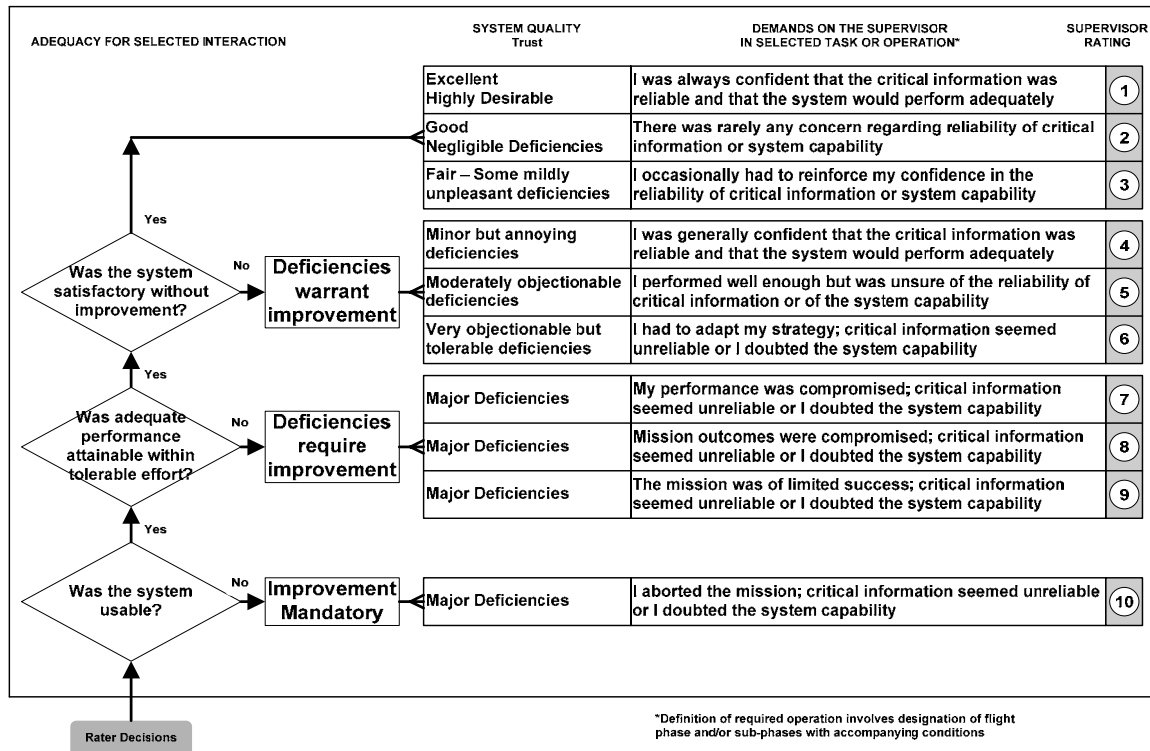 ADEQUACY FOR SELECTED INTERACTION
SYSTEM QUALITY
Trust
DEMANDS ON THE SUPERVISOR
IN SELECTED TASK OR OPERATION*
SUPERVISOR
RATING
Excellent
Highly Desirable
I was always confident that the critical information was
reliable and that the system would perform adequately
1
Good
Negligible Deficiencies
There was rarely any concern regarding reliability of critical
information or system capability
2
Fair – Some mildly
unpleasant deficiencies
I occasionally had to reinforce my confidence in the
reliability of critical information or system capability
3
Yes
Was the system
satisfactory without
improvement?
No
Deficiencies
warrant
improvement
Minor but annoying
deficiencies
I was generally confident that the critical information was
reliable and that the system would perform adequately
4
Moderately objectionable
deficiencies
I performed well enough but was unsure of the reliability of
critical information or of the system capability
5
Very objectionable but
tolerable deficiencies
I had to adapt my strategy; critical information seemed
unreliable or I doubted the system capability
6
Yes
Was adequate
performance
attainable within
tolerable effort?
No
Deficiencies
require
improvement
Major Deficiencies
My performance was compromised; critical information
seemed unreliable or I doubted the system capability
7
Major Deficiencies
Mission outcomes were compromised; critical information
seemed unreliable or I doubted the system capability
8
Major Deficiencies
The mission was of limited success; critical information
seemed unreliable or I doubted the system capability
9
Yes
Was the system
usable?
No
Improvement
Mandatory
Major Deficiencies
I aborted the mission; critical information seemed unreliable
or I doubted the system capability
10
Rater Decisions
*Definition of required operation involves designation of flight
phase and/or sub-phases with accompanying conditions